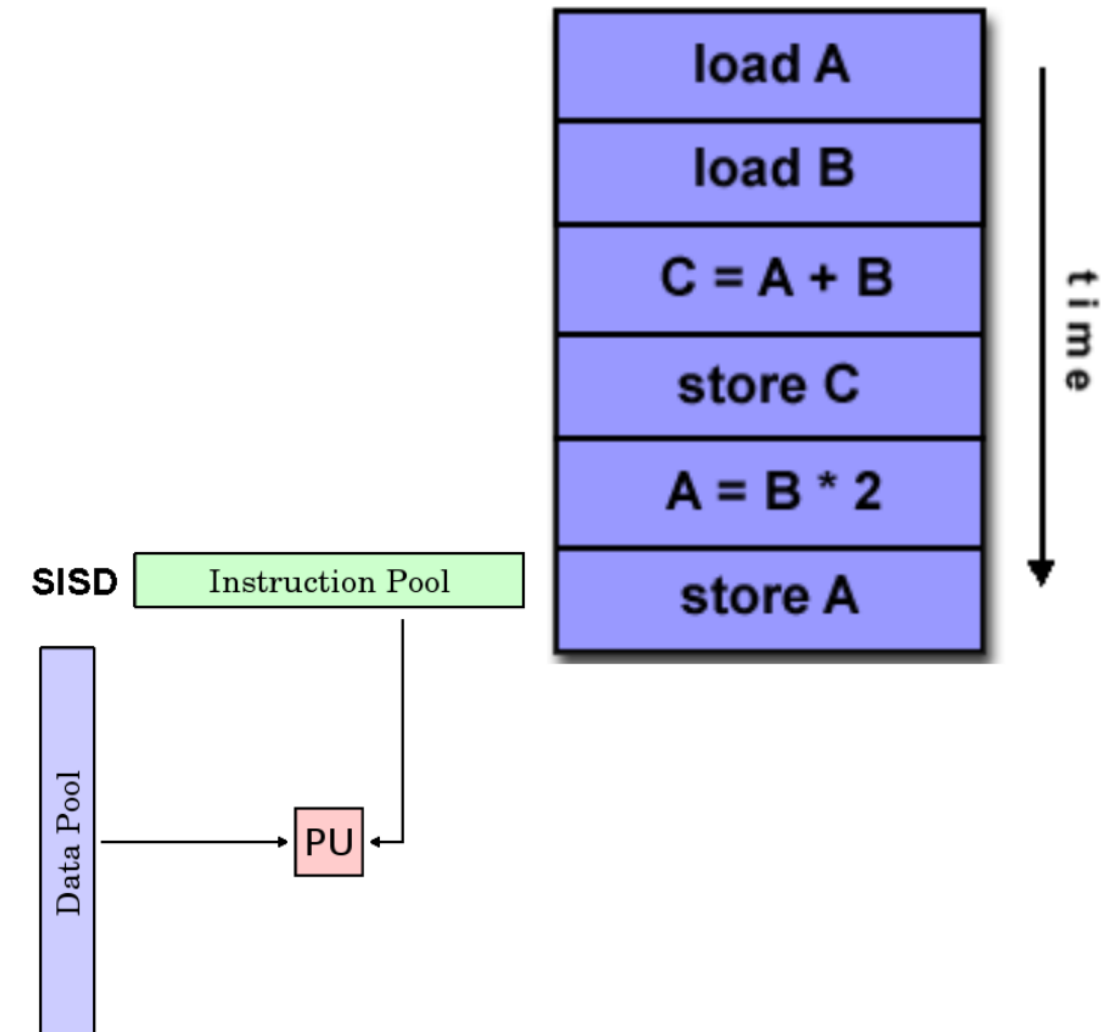 load A
load B
C = A + B
store C
A = B * 2
store A
time
SISD
Instruction Pool
Data Pool
PU